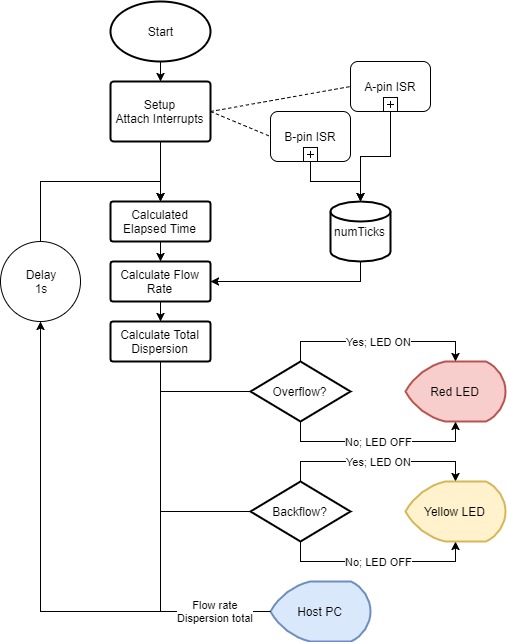 Start
Setup
Attach Interrupts
A-pin ISR
+
B-pin ISR
+
numTicks
Calculated
Elapsed Time
Calculate Flow
Rate
Delay
1s
Calculate Total
Dispersion
Yes; LED ON
Overflow?
Red LED
No; LED OFF
Yes; LED ON
Backflow?
Yellow LED
No; LED OFF
Flow rate
Dispersion total
Host PC